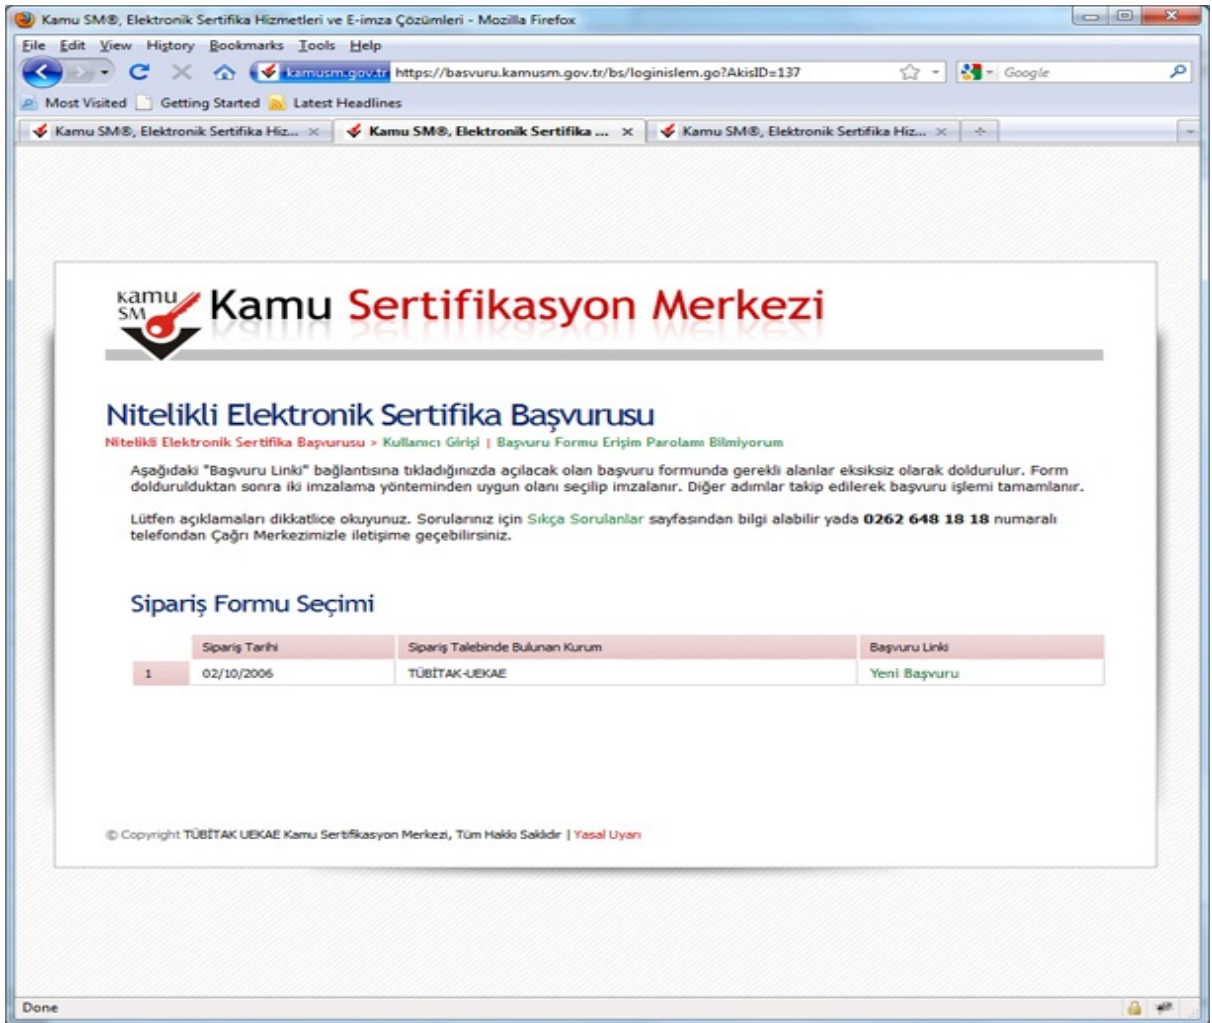 Kamu SM®, Elektronik Sertifika Hizmetleri ve E-imza Çözümleri - Mozilla Firefox
File Edit View History Bookmarks Tools Help
kamusm.gov.tr https://basvuru.kamusm.gov.tr/bs/loginislem.go?AkisID=137 Google
Most Visited Getting Started Latest Headlines
Kamu SM®, Elektronik Sertifika Hiz... Kamu SM®, Elektronik Sertifika ... Kamu SM®, Elektronik Sertifika Hiz...
kamu SM Kamu Sertifikasyon Merkezi
Nitelikli Elektronik Sertifika Başvurusu
Nitelikli Elektronik Sertifika Başvurusu > Kullanıcı Girişi | Başvuru Formu Erişim Parolamı Bilmiyorum
Aşağıdaki "Başvuru Linki" bağlantısına tıkladığınızda açılacak olan başvuru formunda gerekli alanlar eksiksiz olarak doldurulur. Form
doldurulduktan sonra iki imzalama yönteminden uygun olanı seçilip imzalanır. Diğer adımlar takip edilerek başvuru işlemi tamamlanır.
Lütfen açıklamaları dikkatlice okuyunuz. Sorularınız için Sıkça Sorulanlar sayfasından bilgi alabilir yada 0262 648 18 18 numaralı
telefondan Çağrı Merkezimizle iletişime geçebilirsiniz.
Sipariş Formu Seçimi
Sipariş Tarihi Sipariş Talebinde Bulunan Kurum Başvuru Linki
1 02/10/2006 TÜBİTAK-UEKAE Yeni Başvuru
© Copyright TÜBİTAK UEKAE Kamu Sertifikasyon Merkezi, Tüm Hakkı Saklıdır | Yasal Uyarı
Done